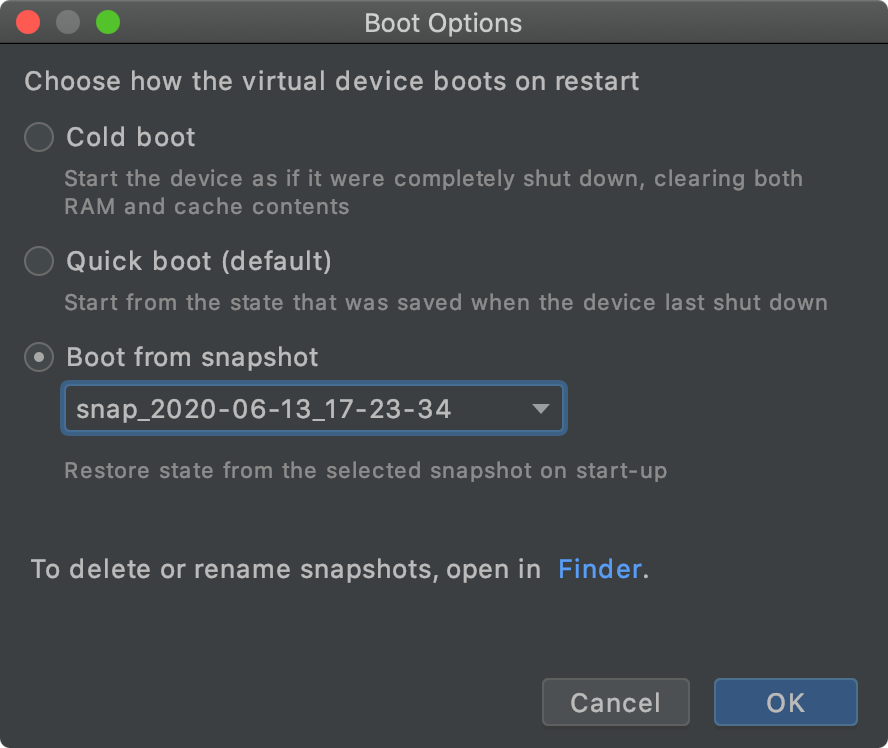 Boot Options
Choose how the virtual device boots on restart
Cold boot
Start the device as if it were completely shut down, clearing both
RAM and cache contents
Quick boot (default)
Start from the state that was saved when the device last shut down
Boot from snapshot
snap_2020-06-13_17-23-34
Restore state from the selected snapshot on start-up
To delete or rename snapshots, open in Finder.
Cancel OK